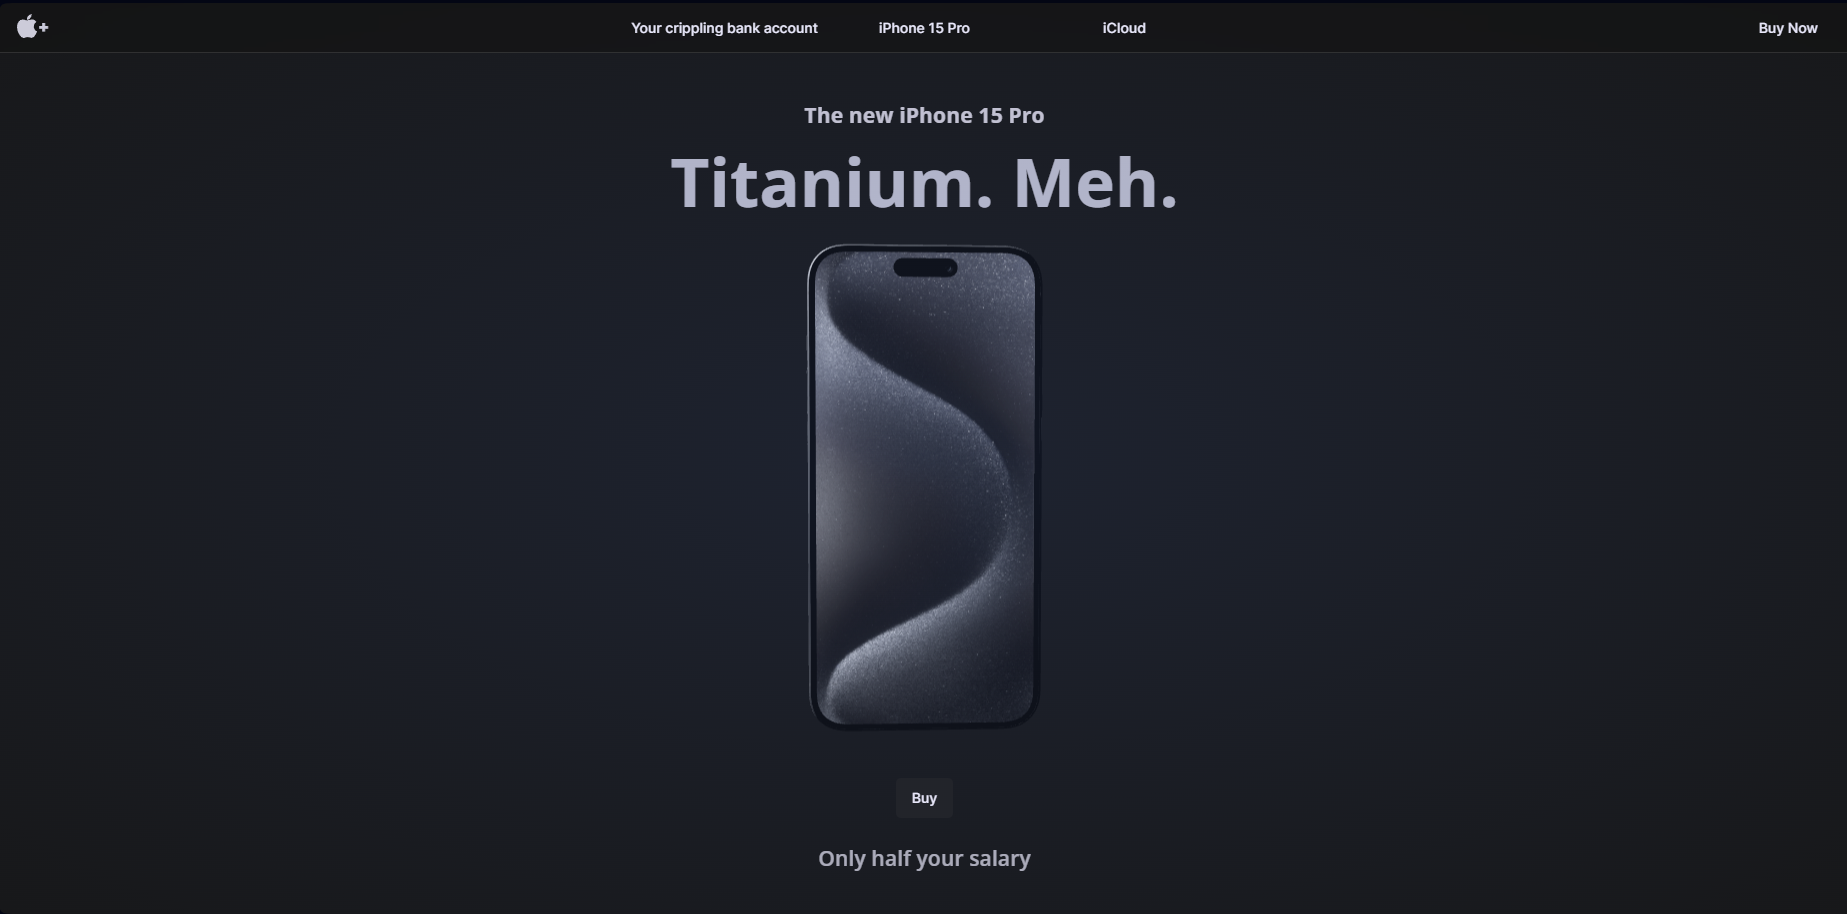 Your crippling bank account
iPhone 15 Pro
iCloud
Buy Now
The new iPhone 15 Pro
Titanium. Meh.
Buy
Only half your salary